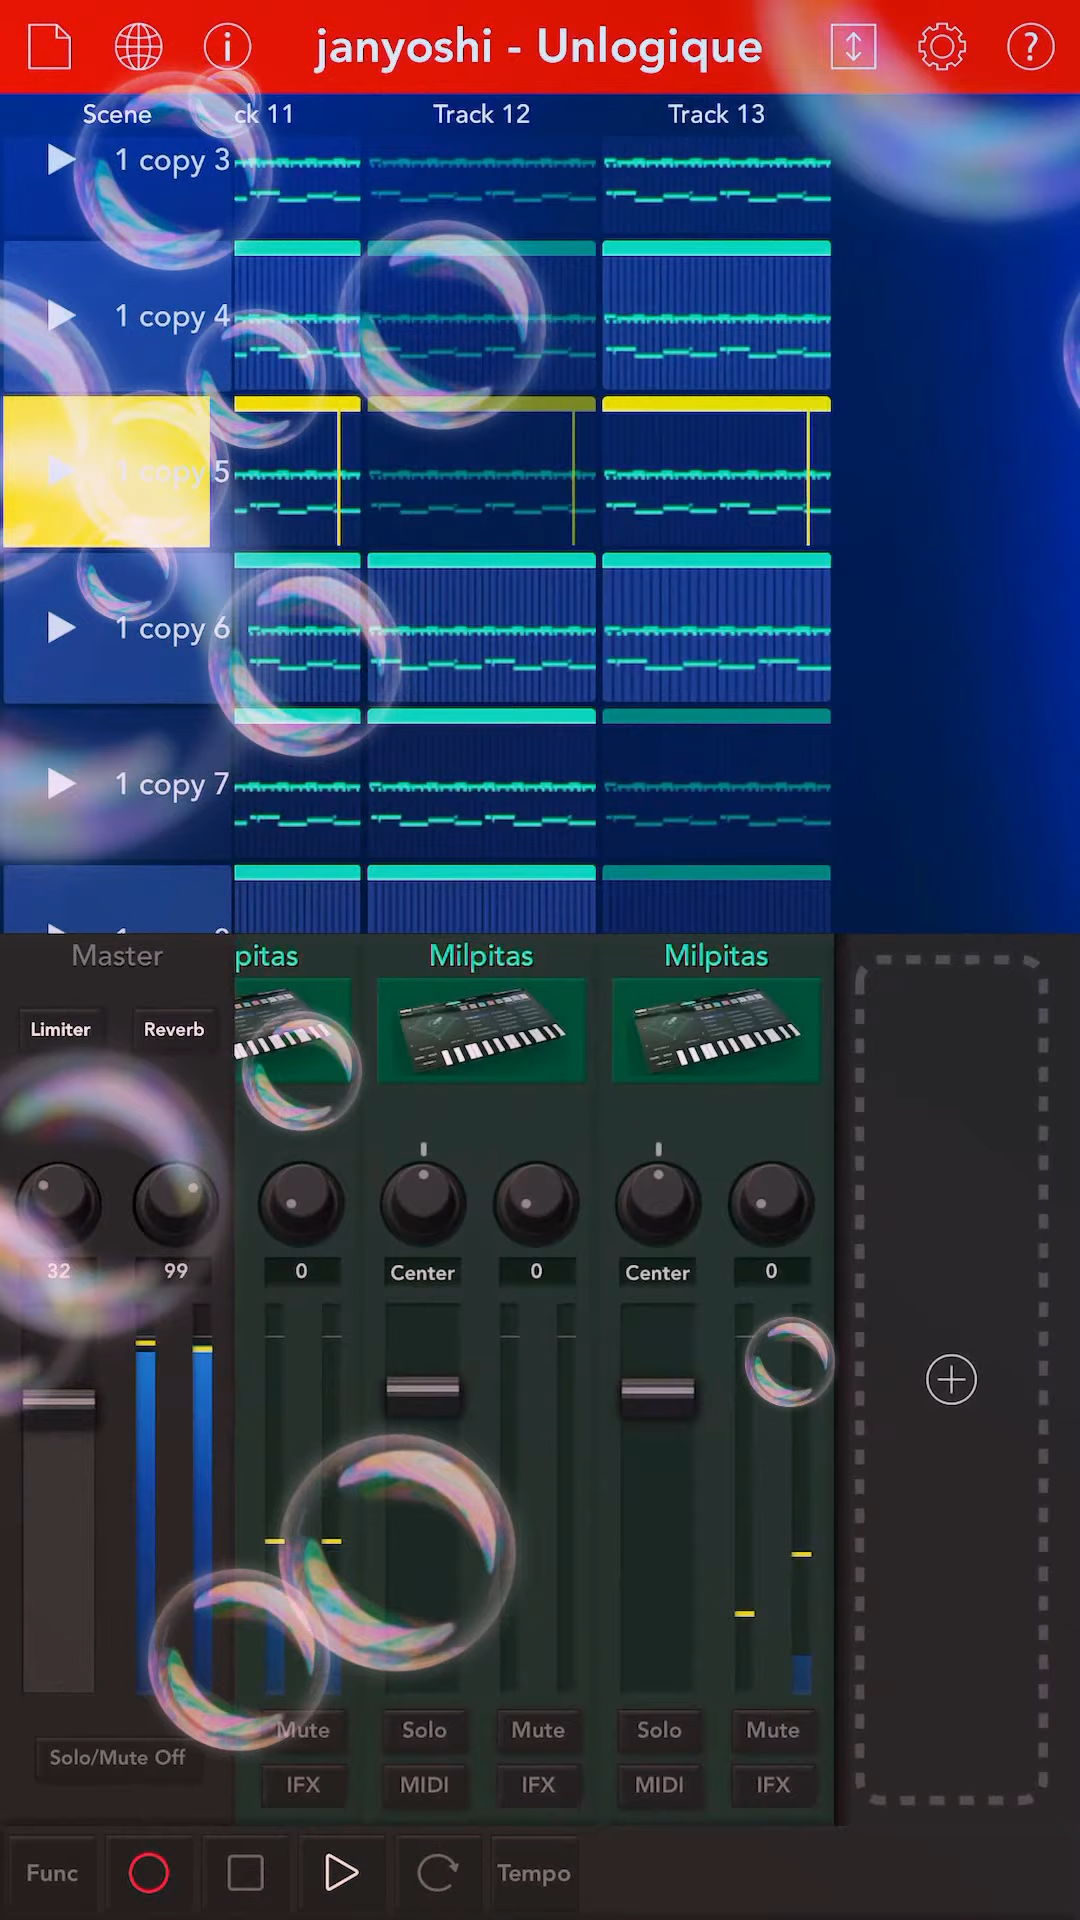 janyoshi - Unlogique
Scene ck 11 Track 12 Track 13
1 copy 3
1 copy 4
1 copy 5
1 copy 6
1 copy 7
Master pitas Milpitas Milpitas
Limiter Reverb
32 99 0 Center 0 Center 0
Mute Solo Mute Solo Mute
Solo/Mute Off
IFX MIDI IFX MIDI IFX
Func Tempo